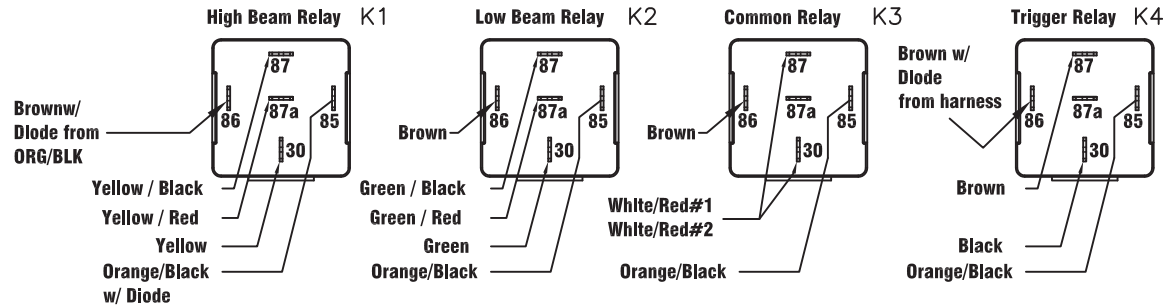 High Beam Relay K1
87
87a
86
85
30
Brownw/
DIode from
ORG/BLK
Yellow / Black
Yellow / Red
Yellow
Orange/Black
w/ Diode
Low Beam Relay K2
87
87a
86
85
30
Brown
Green / Black
Green / Red
Green
Orange/Black
Common Relay K3
87
87a
86
85
30
Brown
WhIte/Red#1
WhIte/Red#2
Orange/Black
Trigger Relay K4
87
87a
86
85
30
Brown w/
DIode
from harness
Brown
Black
Orange/Black